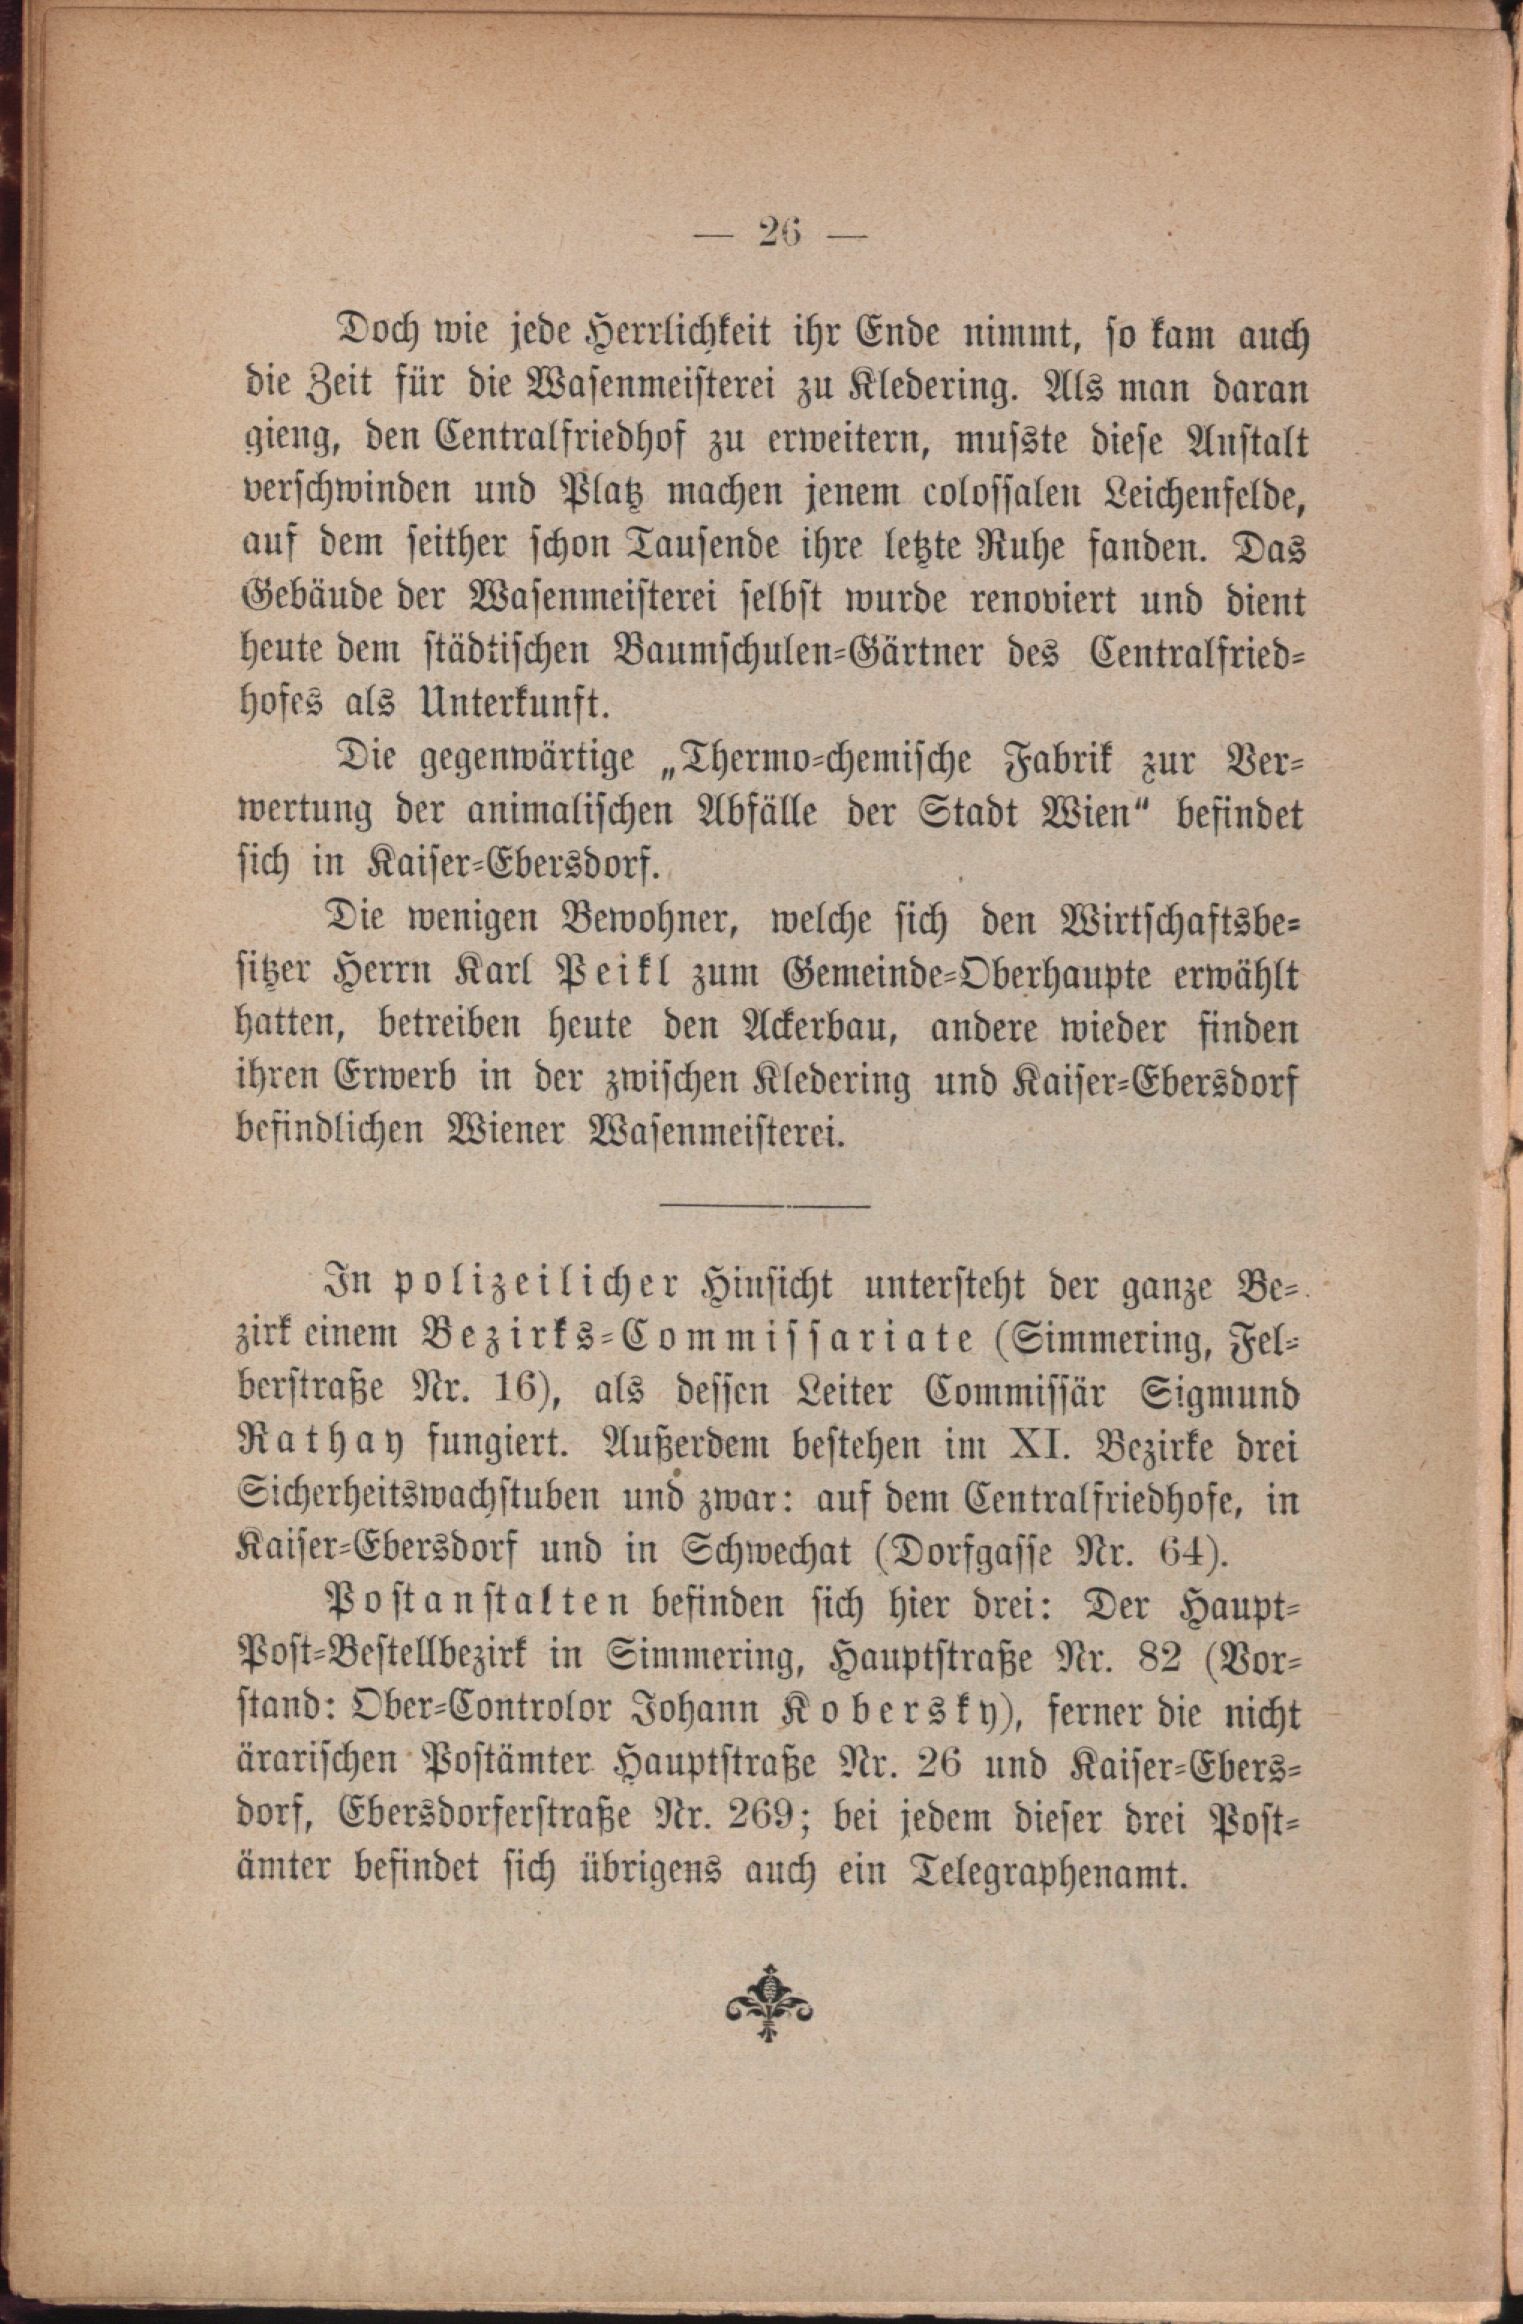 — 26 —
Doch wie jede Herrlichkeit ihr Ende nimmt, so kam auch
die Zeit für die Wasenmeisterei zu Kledering. Als man daran
gieng, den Centralfriedhof zu erweitern, musste diese Anstalt
verschwinden und Platz machen jenem colossalen Leichenfelde,
auf dem seither schon Tausende ihre letzte Ruhe fanden. Das
Gebäude der Wasenmeisterei selbst wurde renoviert und dient
heute dem städtischen Baumschulen-Gärtner des Centralfried-
hofes als Unterkunft.
Die gegenwärtige „Thermo-chemische Fabrik zur Ver-
wertung der animalischen Abfälle der Stadt Wien“ befindet
sich in Kaiser-Ebersdorf.
Die wenigen Bewohner, welche sich den Wirtschaftsbe-
sitzer Herrn Karl Peikl zum Gemeinde-Oberhaupte erwählt
hatten, betreiben heute den Ackerbau, andere wieder finden
ihren Erwerb in der zwischen Kledering und Kaiser-Ebersdorf
befindlichen Wiener Wasenmeisterei.
In polizeilicher Hinsicht untersteht der ganze Be-
zirk einem Bezirks-Commissariate (Simmering, Fel-
berstraße Nr. 16), als dessen Leiter Commissär Sigmund
Rathay fungiert. Außerdem bestehen im XI. Bezirke drei
Sicherheitswachstuben und zwar: auf dem Centralfriedhofe, in
Kaiser-Ebersdorf und in Schwechat (Dorfgasse Nr. 64).
Postanstalten befinden sich hier drei: Der Haupt-
Post-Bestellbezirk in Simmering, Hauptstraße Nr. 82 (Vor-
stand: Ober-Controlor Johann Kobersky), ferner die nicht
ärarischen Postämter Hauptstraße Nr. 26 und Kaiser-Ebers-
dorf, Ebersdorferstraße Nr. 269; bei jedem dieser drei Post-
ämter befindet sich übrigens auch ein Telegraphenamt.